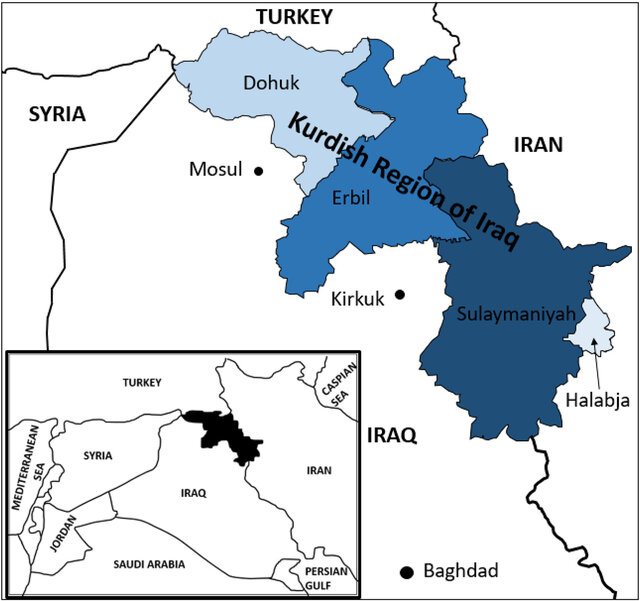 TURKEY
Dohuk
SYRIA
Kurdish Region of Iraq
IRAN
Mosul
Erbil
Kirkuk
Sulaymaniyah
Halabja
IRAQ
Baghdad
TURKEY
CASPIAN
SEA
MEDITERRANEAN
SEA
SYRIA
IRAN
IRAQ
JORDAN
SAUDI ARABIA
PERSIAN
GULF